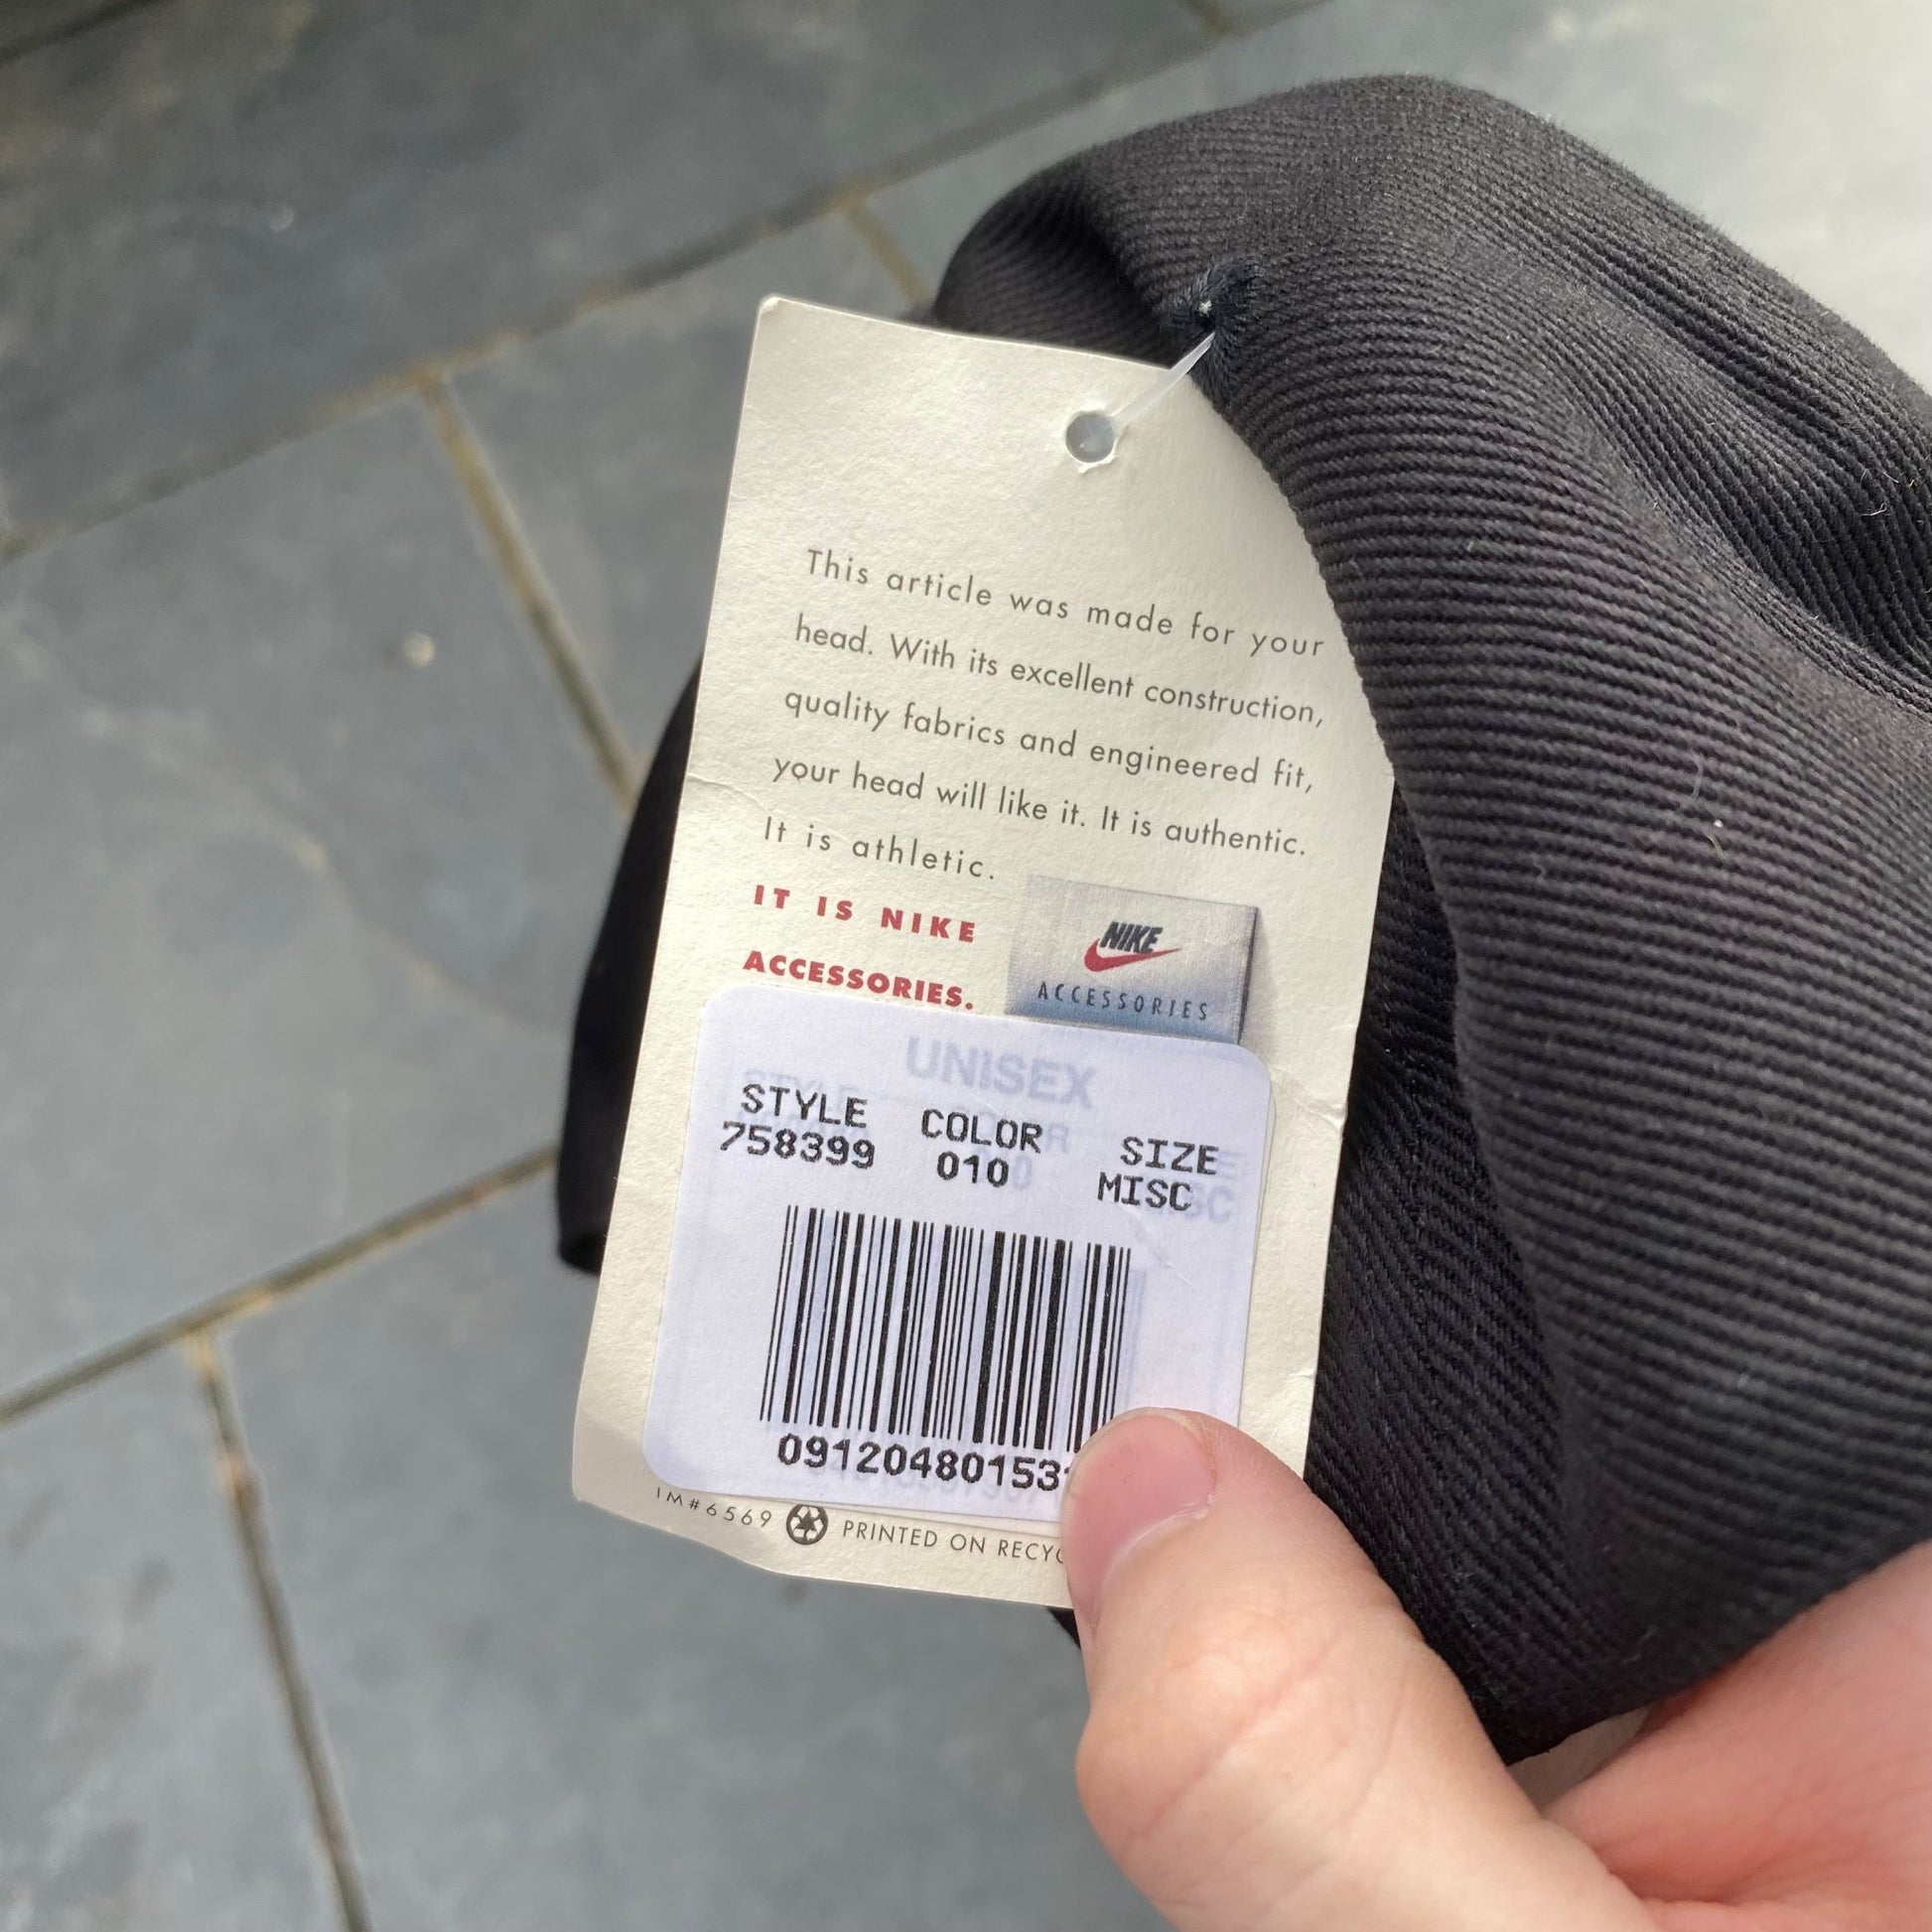 This article was made for your
head. With its excellent construction,
quality fabrics and engineered fit,
your head will like it. It is authentic.
It is athletic.
IT IS NIKE
ACCESSORIES.
NIKE
ACCESSORIES
UNISEX
STYLE COLOR SIZE
758399 010 MISC
09120480153
IM#6569 PRINTED ON RECYC